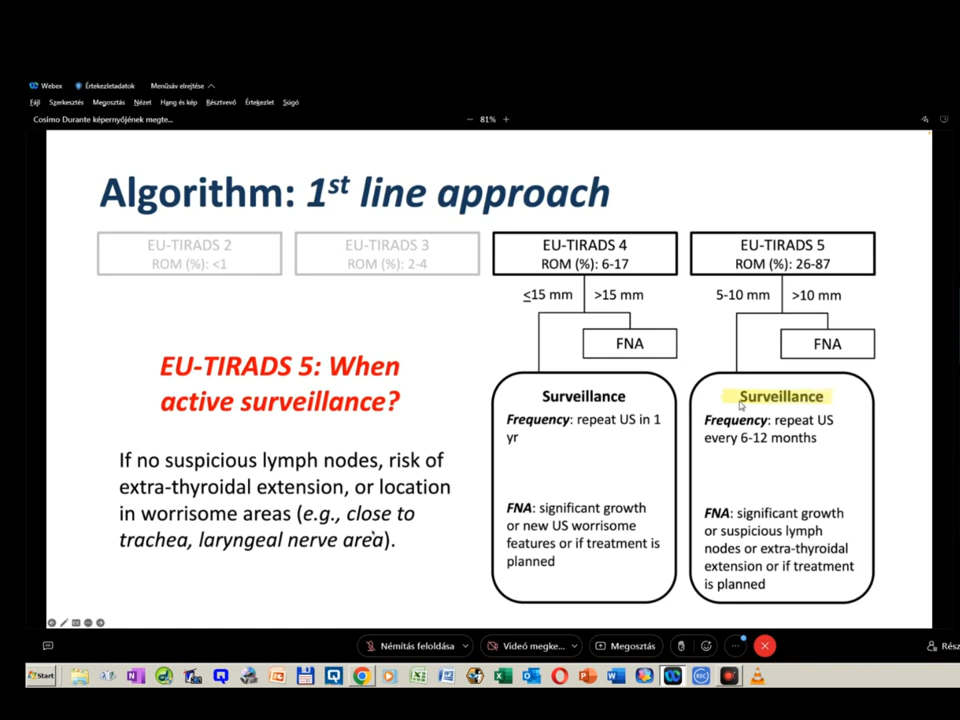 Webex Értekezletadatok Menüsáv elrejtése
Fájl Szerkesztés Megosztás Nézet Hang és kép Résztvevő Értekezlet Súgó
Cosimo Durante képernyőjének megte... 81%
Algorithm: 1st line approach
EU-TIRADS 2
ROM (%): <1
EU-TIRADS 3
ROM (%): 2-4
EU-TIRADS 4
ROM (%): 6-17
EU-TIRADS 5
ROM (%): 26-87
≤15 mm >15 mm
5-10 mm >10 mm
FNA
FNA
EU-TIRADS 5: When
active surveillance?
If no suspicious lymph nodes, risk of
extra-thyroidal extension, or location
in worrisome areas (e.g., close to
trachea, laryngeal nerve area).
Surveillance
Frequency: repeat US in 1
yr
FNA: significant growth
or new US worrisome
features or if treatment is
planned
Surveillance
Frequency: repeat US
every 6-12 months
FNA: significant growth
or suspicious lymph
nodes or extra-thyroidal
extension or if treatment
is planned
Némítás feloldása Videó megke... Megosztás Rész
Start